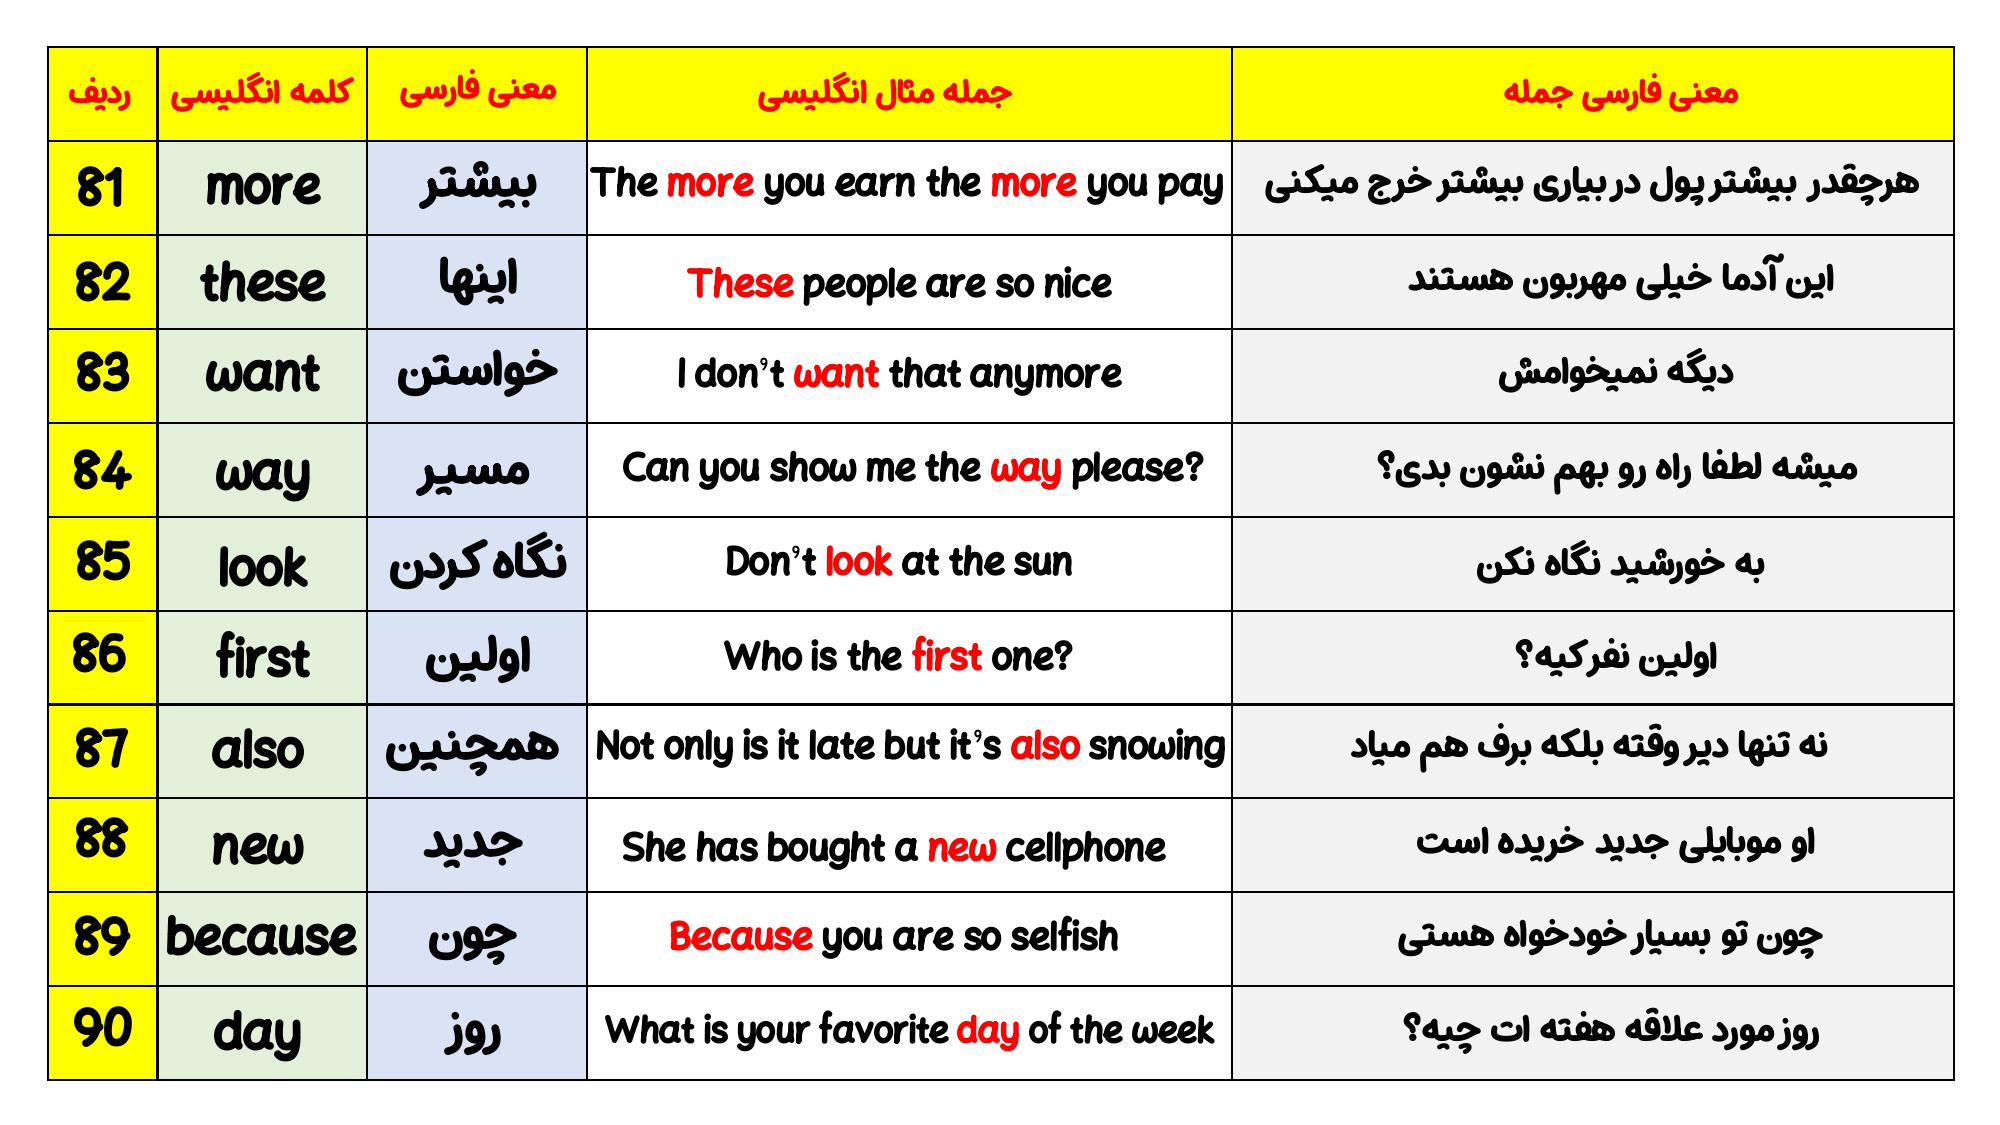 ردیف کلمه انگلیسی معنی فارسی جمله مثال انگلیسی معنی فارسی جمله
81 more بیشتر The more you earn the more you pay هرچقدر بیشتر پول در بیاری بیشتر خرج میکنی
82 these اینها These people are so nice این آدما خیلی مهربون هستند
83 want خواستن I don't want that anymore دیگه نمیخوامش
84 way مسیر Can you show me the way please? میشه لطفا راه رو بهم نشون بدی؟
85 look نگاه کردن Don't look at the sun به خورشید نگاه نکن
86 first اولین Who is the first one? اولین نفر کیه؟
87 also همچنین Not only is it late but it's also snowing نه تنها دیر وقته بلکه برف هم میاد
88 new جدید She has bought a new cellphone او موبایلی جدید خریده است
89 because چون Because you are so selfish چون تو بسیار خودخواه هستی
90 day روز What is your favorite day of the week روز مورد علاقه هفته ات چیه؟